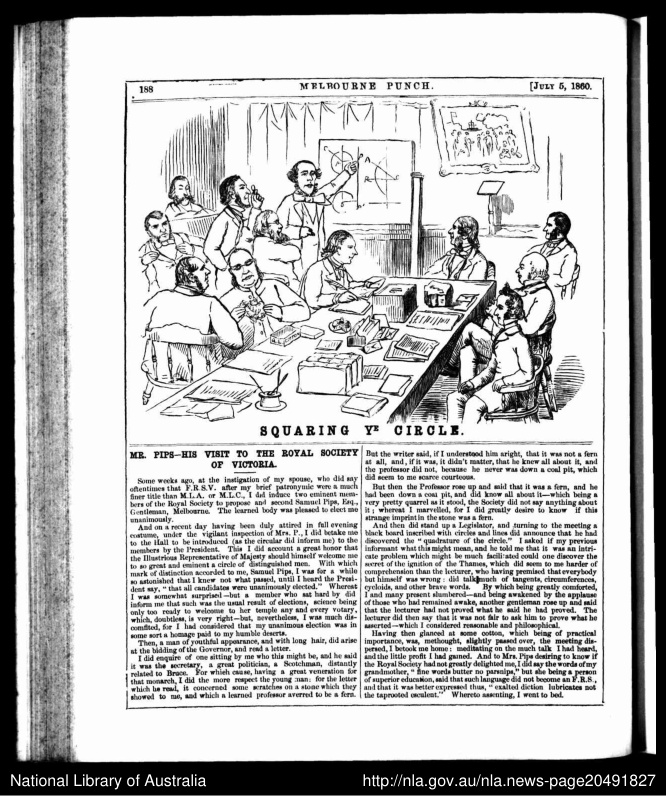 188
MELBOURNE PUNCH.
[JULY 5, 1860.
SQUARING YE CIRCLE.
MR. PIPS—HIS VISIT TO THE ROYAL SOCIETY
OF VICTORIA.
Some weeks ago, at the instigation of my spouse, who did say
oftentimes that F.R.S.V. after my brief patronymic were a much
finer title than M.L.A. or M.L.C., I did induce two eminent mem-
bers of the Royal Society to propose and second Samuel Pips, Esq.,
Gentleman, Melbourne. The learned body was pleased to elect me
unanimously.
And on a recent day having been duly attired in full evening
costume, under the vigilant inspection of Mrs. P., I did betake me
to the Hall to be introduced (as the circular did inform me) to the
members by the President. This I did account a great honor that
the Illustrious Representative of Majesty should himself welcome me
to so great and eminent a circle of distinguished men. With which
mark of distinction accorded to me, Samuel Pips, I was for a while
so astonished that I knew not what passed, until I heard the Presi-
dent say, "that all candidates were unanimously elected." Whereat
I was somewhat surprised—but a member who sat hard by did
inform me that such was the usual result of elections, science being
only too ready to welcome to her temple any and every votary,
which, doubtless, is very right—but, nevertheless, I was much dis-
comfited, for I had considered that my unanimous election was in
some sort a homage paid to my humble deserts.
Then, a man of youthful appearance, and with long hair, did arise
at the bidding of the Governor, and read a letter.
I did enquire of one sitting by me who this might be, and he said
it was the secretary, a great politician, a Scotchman, distantly
related to Bruce. For which cause, having a great veneration for
that monarch, I did the more respect the young man: for the letter
which he read, it concerned some scratches on a stone which they
showed to me, and which a learned professor averred to be a fern.
But the writer said, if I understood him aright, that it was not a fern
at all, and, if it was, it didn't matter, that he knew all about it, and
the professor did not, because he never was down a coal pit, which
did seem to me scarce courteous.
But then the Professor rose up and said that it was a fern, and he
had been down a coal pit, and did know all about it—which being a
very pretty quarrel as it stood, the Society did not say anything about
it; whereat I marvelled, for I did greatly desire to know if this
strange imprint in the stone was a fern.
And then did stand up a Legislator, and turning to the meeting a
black board inscribed with circles and lines did announce that he had
discovered the "quadrature of the circle." I asked if my previous
informant what this might mean, and he told me that it was an intri-
cate problem which might be much facilitated could one discover the
secret of the ignition of the Thames, which did seem to me harder of
comprehension than the lecturer, who having premised that everybody
but himself was wrong: did talk much of tangents, circumferences,
cycloids, and other brave words. By which being greatly comforted,
I and many present slumbered—and being awakened by the applause
of those who had remained awake, another gentleman rose up and said
that the lecturer had not proved what he said he had proved. The
lecturer did then say that it was not fair to ask him to prove what he
asserted—which I considered reasonable and philosophical.
Having then glanced at some cotton, which being of practical
importance, was, methought, slightly passed over, the meeting dis-
persed, I betook me home: meditating on the much talk I had heard,
and the little profit I had gained. And to Mrs. Pips desiring to know if
the Royal Society had not greatly delighted me, I did say the words of my
grandmother, "fine words butter no parsnips," but she being a person
of superior education, said that such language did not become an F.R.S.,
and that it was better expressed thus, "exalted diction lubricates not
the taprooted esculent." Whereto assenting, I went to bed.
National Library of Australia
http://nla.gov.au/nla.news-page20491827